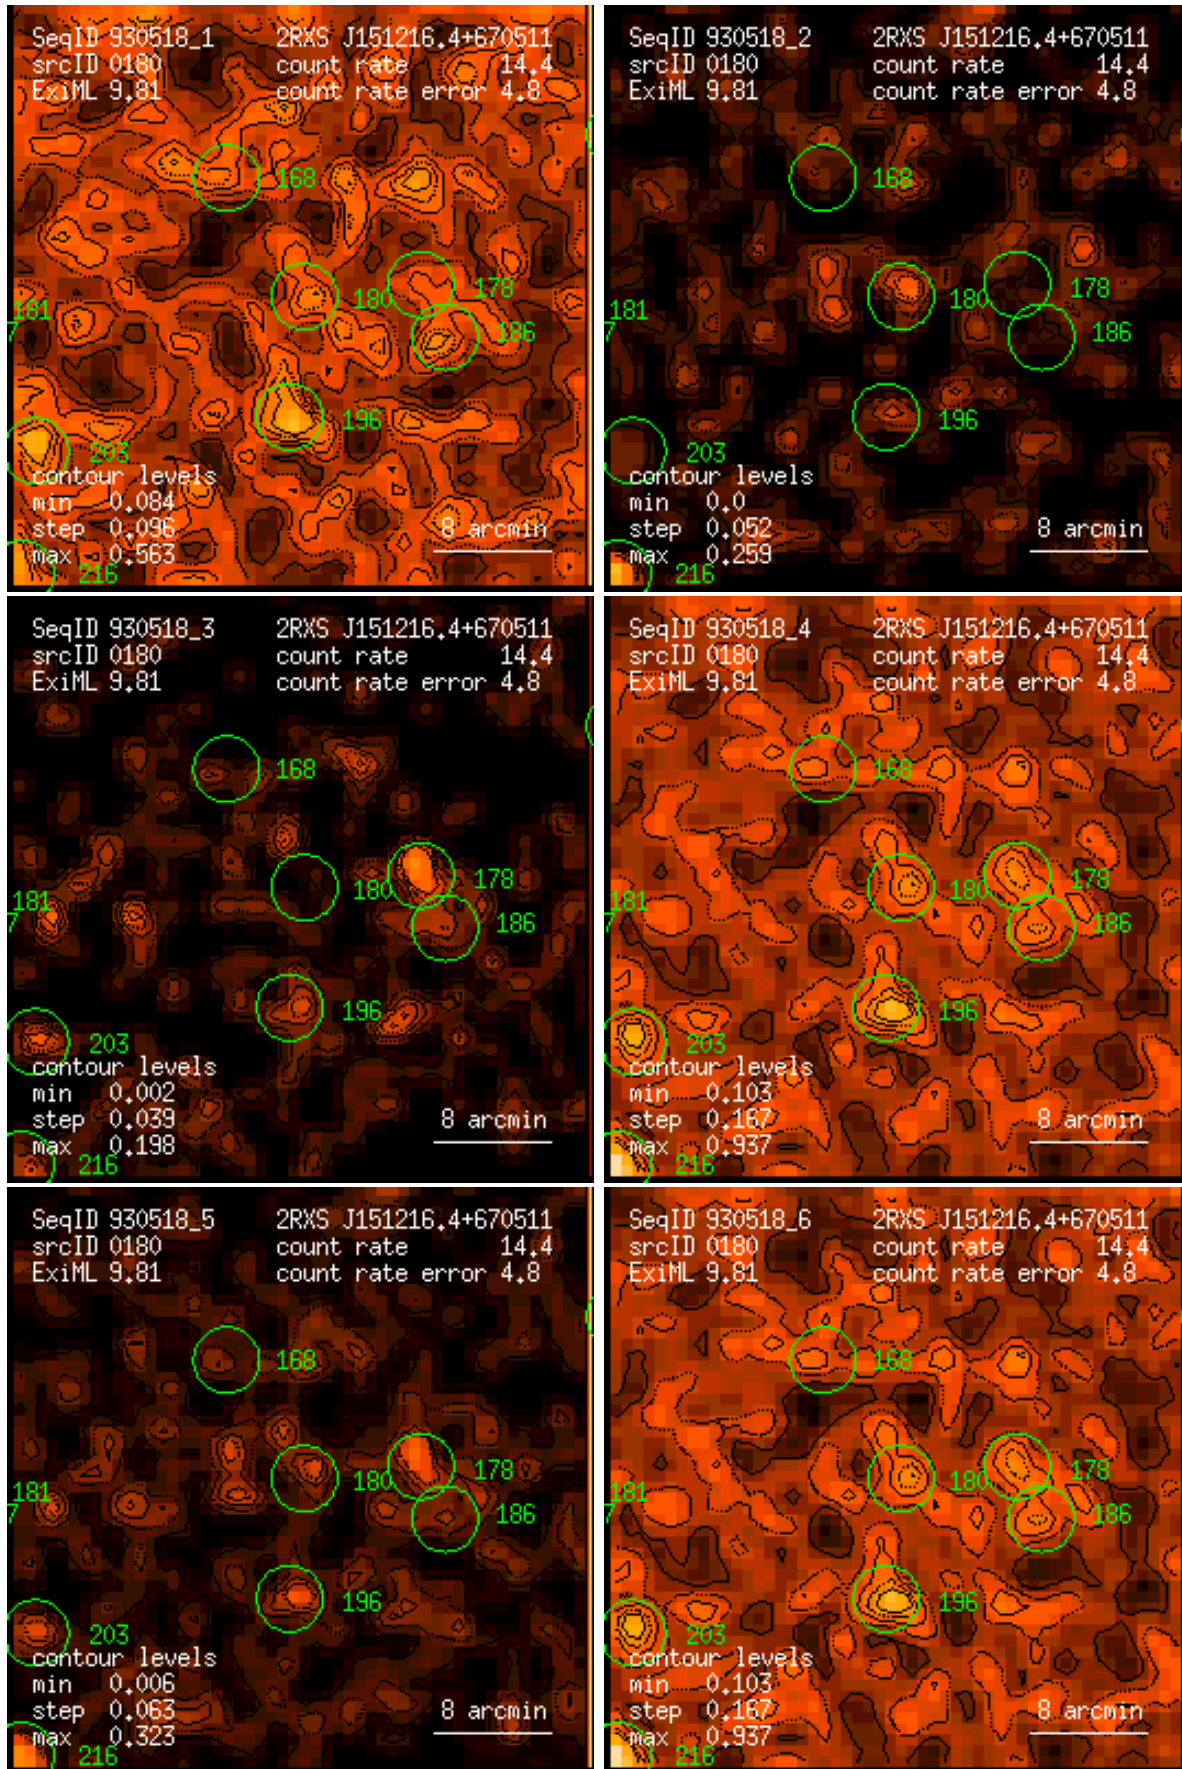 SeqID 930518_1 2RXS J151216.4+670511
srcID 0180 count rate 14.4
ExiML 9.81 count rate error 4.8
168
180
178
181
7
186
196
203
contour levels
min 0.084
step 0.096
max 0.563
8 arcmin
216
SeqID 930518_2 2RXS J151216.4+670511
srcID 0180 count rate 14.4
ExiML 9.81 count rate error 4.8
168
180
178
181
7
186
196
203
contour levels
min 0.0
step 0.052
max 0.259
8 arcmin
216
SeqID 930518_3 2RXS J151216.4+670511
srcID 0180 count rate 14.4
ExiML 9.81 count rate error 4.8
168
180
178
181
7
186
196
203
contour levels
min 0.002
step 0.039
max 0.198
8 arcmin
216
SeqID 930518_4 2RXS J151216.4+670511
srcID 0180 count rate 14.4
ExiML 9.81 count rate error 4.8
168
180
178
181
7
186
196
203
contour levels
min 0.103
step 0.167
max 0.937
8 arcmin
216
SeqID 930518_5 2RXS J151216.4+670511
srcID 0180 count rate 14.4
ExiML 9.81 count rate error 4.8
168
180
178
181
7
186
196
203
contour levels
min 0.006
step 0.063
max 0.323
8 arcmin
216
SeqID 930518_6 2RXS J151216.4+670511
srcID 0180 count rate 14.4
ExiML 9.81 count rate error 4.8
168
180
178
181
7
186
196
203
contour levels
min 0.103
step 0.167
max 0.937
8 arcmin
216